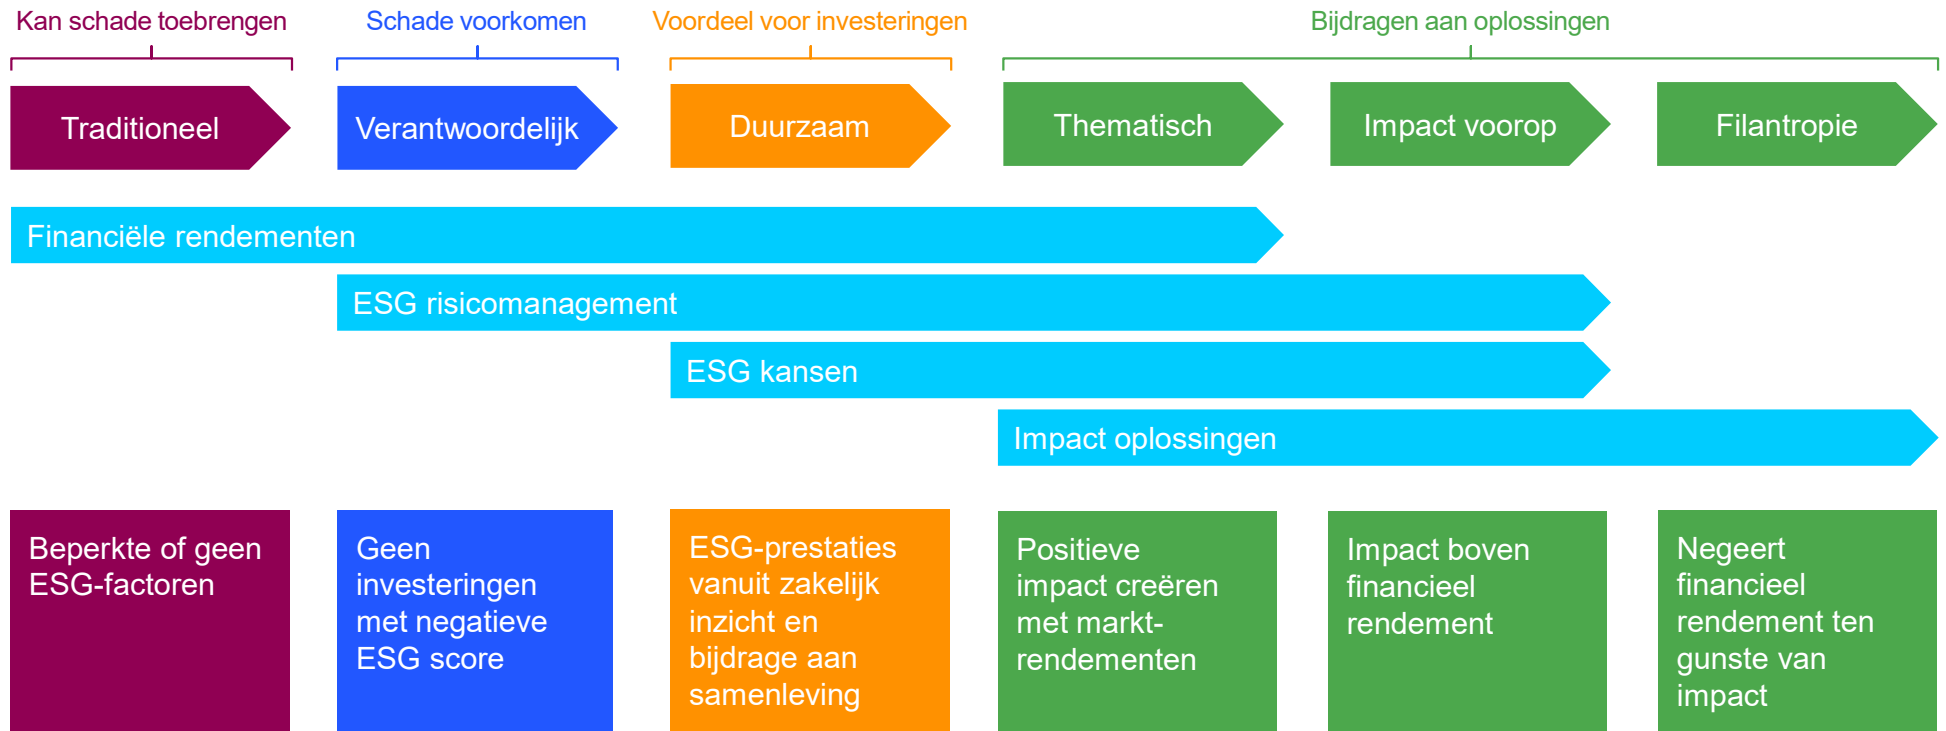 Kan schade toebrengen
Schade voorkomen
Voordeel voor investeringen
Bijdragen aan oplossingen
Traditioneel
Verantwoordelijk
Duurzaam
Thematisch
Impact voorop
Filantropie
Financiële rendementen
ESG risicomanagement
ESG kansen
Impact oplossingen
Beperkte of geen
ESG-factoren
Geen
investeringen
met negatieve
ESG score
ESG-prestaties
vanuit zakelijk
inzicht en
bijdrage aan
samenleving
Positieve
impact creëren
met markt-
rendementen
Impact boven
financieel
rendement
Negeert
financieel
rendement ten
gunste van
impact